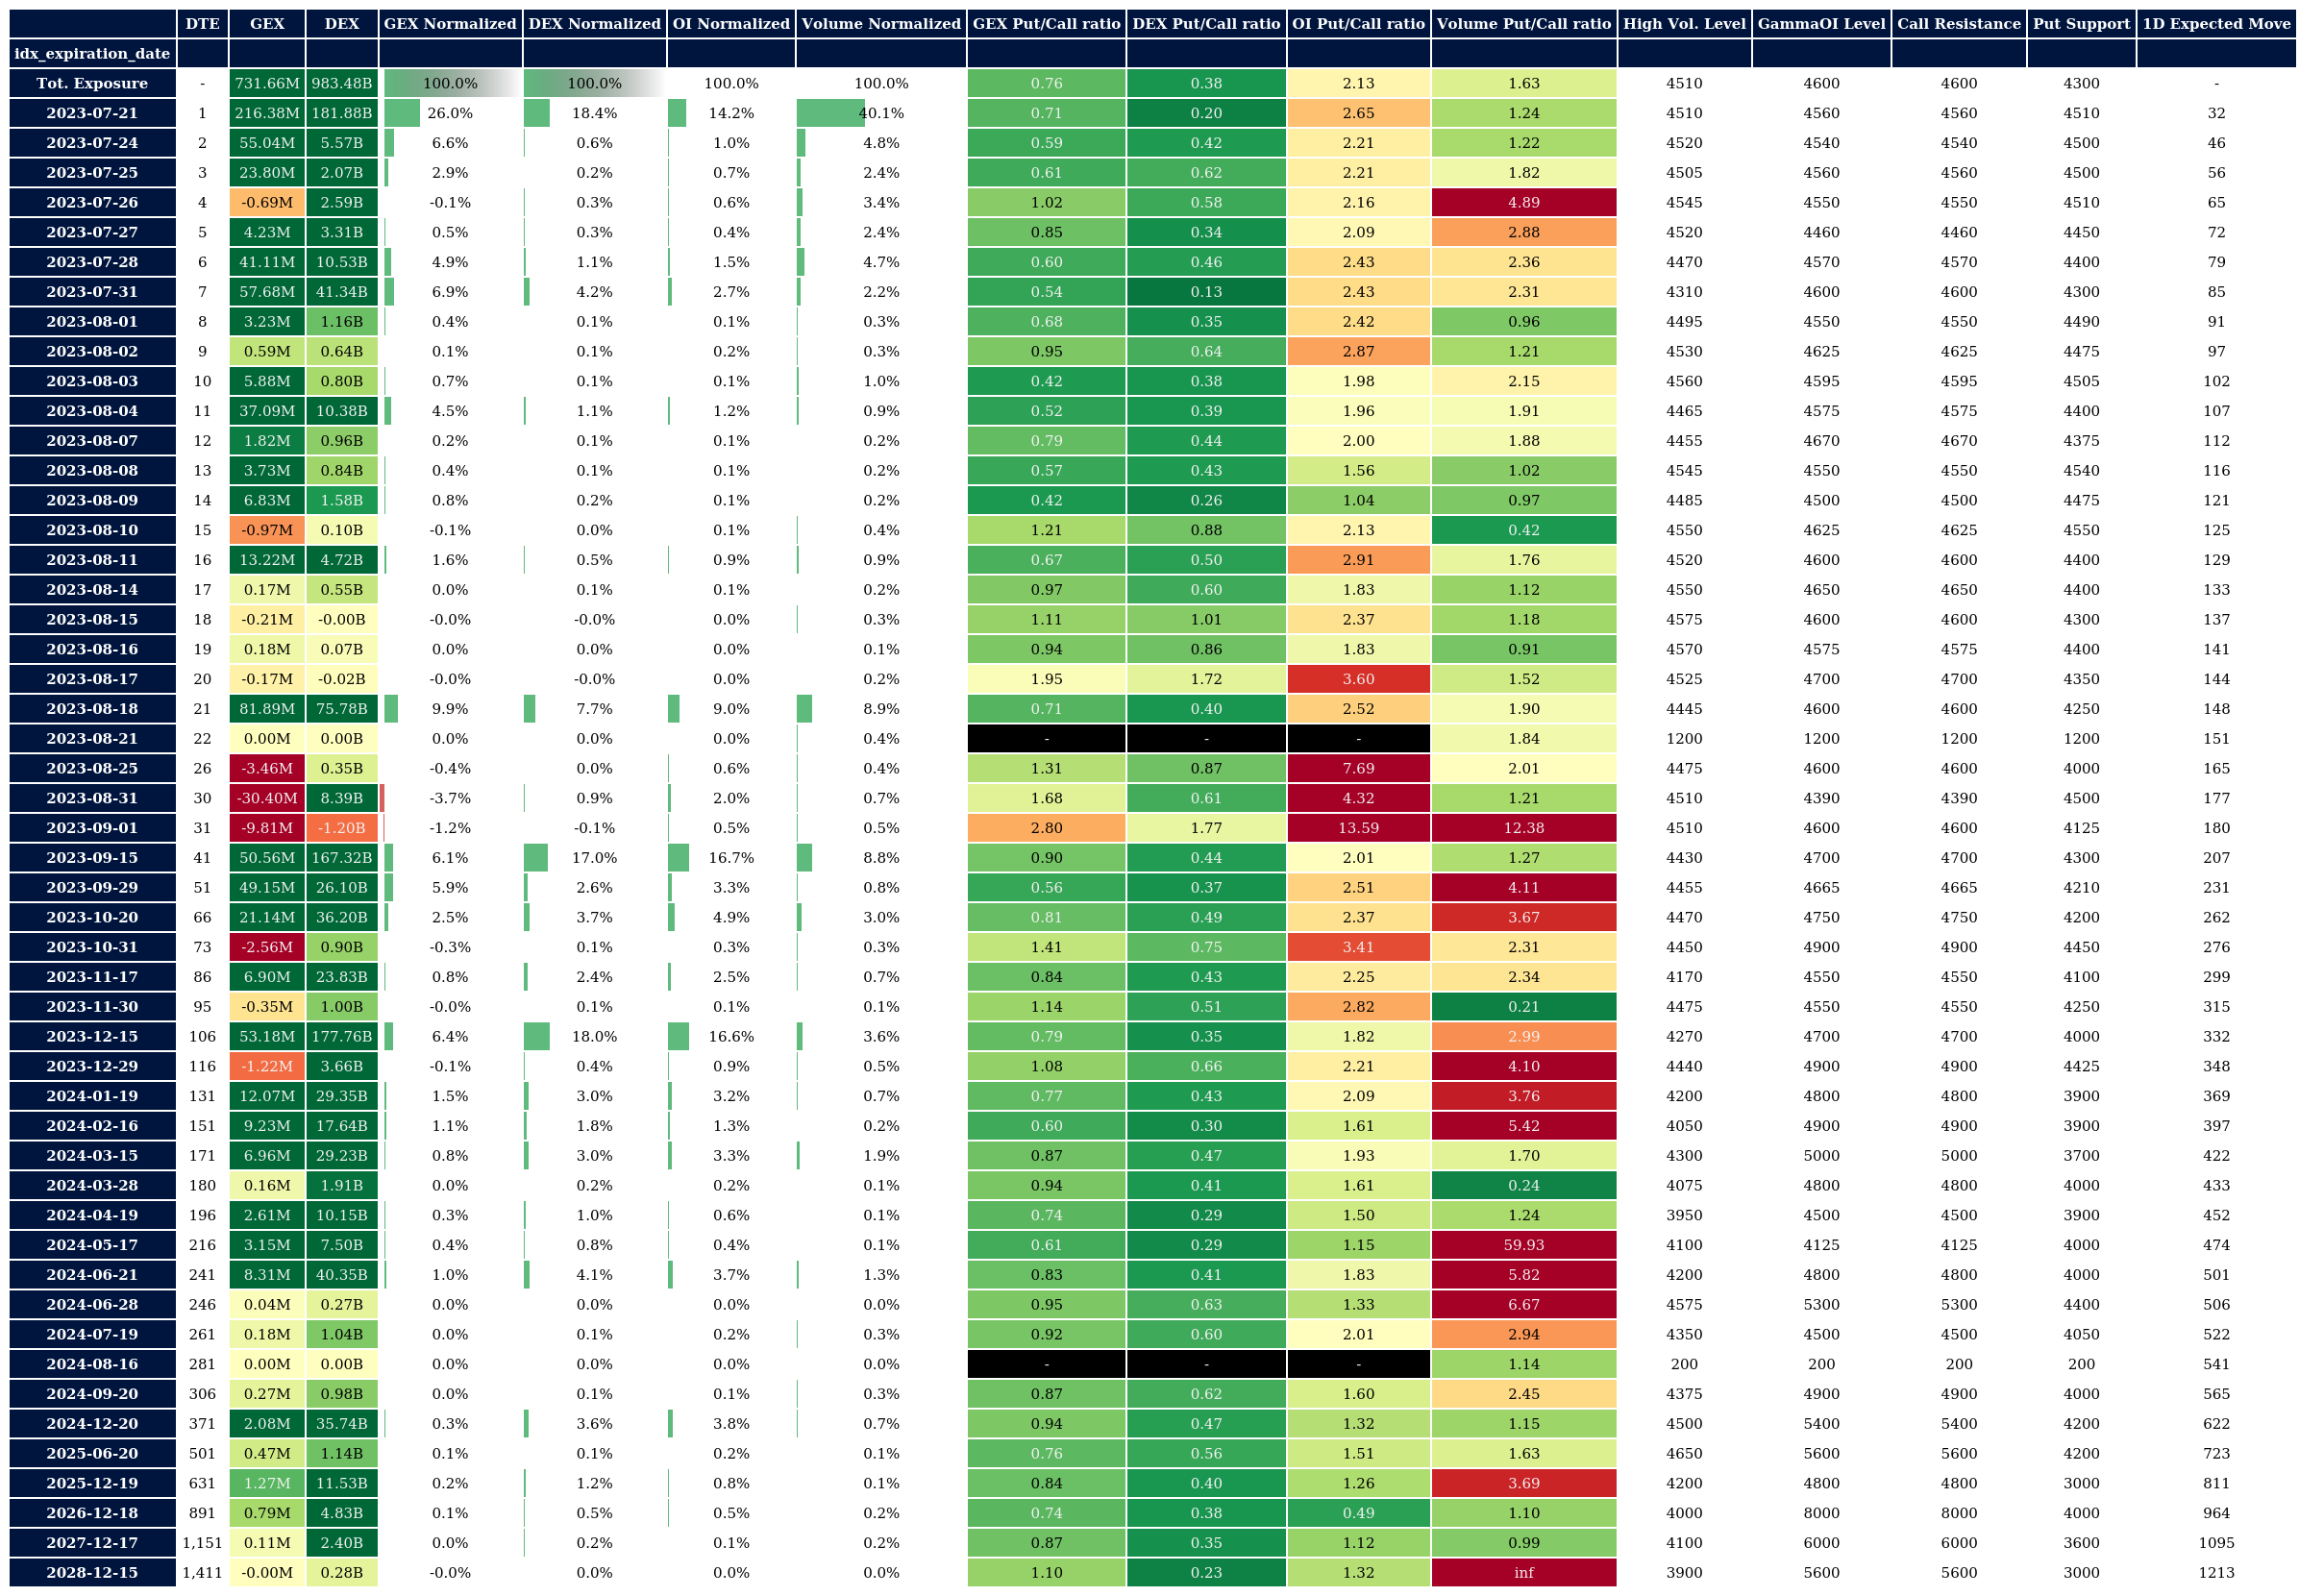 DTE GEX DEX GEX Normalized DEX Normalized OI Normalized Volume Normalized GEX Put/Call ratio DEX Put/Call ratio OI Put/Call ratio Volume Put/Call ratio High Vol. Level GammaOI Level Call Resistance Put Support 1D Expected Move
idx_expiration_date
Tot. Exposure - 731.66M 983.48B 100.0% 100.0% 100.0% 100.0% 0.76 0.38 2.13 1.63 4510 4600 4600 4300 -
2023-07-21 1 216.38M 181.88B 26.0% 18.4% 14.2% 40.1% 0.71 0.20 2.65 1.24 4510 4560 4560 4510 32
2023-07-24 2 55.04M 5.57B 6.6% 0.6% 1.0% 4.8% 0.59 0.42 2.21 1.22 4520 4540 4540 4500 46
2023-07-25 3 23.80M 2.07B 2.9% 0.2% 0.7% 2.4% 0.61 0.62 2.21 1.82 4505 4560 4560 4500 56
2023-07-26 4 -0.69M 2.59B -0.1% 0.3% 0.6% 3.4% 1.02 0.58 2.16 4.89 4545 4550 4550 4510 65
2023-07-27 5 4.23M 3.31B 0.5% 0.3% 0.4% 2.4% 0.85 0.34 2.09 2.88 4520 4460 4460 4450 72
2023-07-28 6 41.11M 10.53B 4.9% 1.1% 1.5% 4.7% 0.60 0.46 2.43 2.36 4470 4570 4570 4400 79
2023-07-31 7 57.68M 41.34B 6.9% 4.2% 2.7% 2.2% 0.54 0.13 2.43 2.31 4310 4600 4600 4300 85
2023-08-01 8 3.23M 1.16B 0.4% 0.1% 0.1% 0.3% 0.68 0.35 2.42 0.96 4495 4550 4550 4490 91
2023-08-02 9 0.59M 0.64B 0.1% 0.1% 0.2% 0.3% 0.95 0.64 2.87 1.21 4530 4625 4625 4475 97
2023-08-03 10 5.88M 0.80B 0.7% 0.1% 0.1% 1.0% 0.42 0.38 1.98 2.15 4560 4595 4595 4505 102
2023-08-04 11 37.09M 10.38B 4.5% 1.1% 1.2% 0.9% 0.52 0.39 1.96 1.91 4465 4575 4575 4400 107
2023-08-07 12 1.82M 0.96B 0.2% 0.1% 0.1% 0.2% 0.79 0.44 2.00 1.88 4455 4670 4670 4375 112
2023-08-08 13 3.73M 0.84B 0.4% 0.1% 0.1% 0.2% 0.57 0.43 1.56 1.02 4545 4550 4550 4540 116
2023-08-09 14 6.83M 1.58B 0.8% 0.2% 0.1% 0.2% 0.42 0.26 1.04 0.97 4485 4500 4500 4475 121
2023-08-10 15 -0.97M 0.10B -0.1% 0.0% 0.1% 0.4% 1.21 0.88 2.13 0.42 4550 4625 4625 4550 125
2023-08-11 16 13.22M 4.72B 1.6% 0.5% 0.9% 0.9% 0.67 0.50 2.91 1.76 4520 4600 4600 4400 129
2023-08-14 17 0.17M 0.55B 0.0% 0.1% 0.1% 0.2% 0.97 0.60 1.83 1.12 4550 4650 4650 4400 133
2023-08-15 18 -0.21M -0.00B -0.0% -0.0% 0.0% 0.3% 1.11 1.01 2.37 1.18 4575 4600 4600 4300 137
2023-08-16 19 0.18M 0.07B 0.0% 0.0% 0.0% 0.1% 0.94 0.86 1.83 0.91 4570 4575 4575 4400 141
2023-08-17 20 -0.17M -0.02B -0.0% -0.0% 0.0% 0.2% 1.95 1.72 3.60 1.52 4525 4700 4700 4350 144
2023-08-18 21 81.89M 75.78B 9.9% 7.7% 9.0% 8.9% 0.71 0.40 2.52 1.90 4445 4600 4600 4250 148
2023-08-21 22 0.00M 0.00B 0.0% 0.0% 0.0% 0.4% - - - 1.84 1200 1200 1200 1200 151
2023-08-25 26 -3.46M 0.35B -0.4% 0.0% 0.6% 0.4% 1.31 0.87 7.69 2.01 4475 4600 4600 4000 165
2023-08-31 30 -30.40M 8.39B -3.7% 0.9% 2.0% 0.7% 1.68 0.61 4.32 1.21 4510 4390 4390 4500 177
2023-09-01 31 -9.81M -1.20B -1.2% -0.1% 0.5% 0.5% 2.80 1.77 13.59 12.38 4510 4600 4600 4125 180
2023-09-15 41 50.56M 167.32B 6.1% 17.0% 16.7% 8.8% 0.90 0.44 2.01 1.27 4430 4700 4700 4300 207
2023-09-29 51 49.15M 26.10B 5.9% 2.6% 3.3% 0.8% 0.56 0.37 2.51 4.11 4455 4665 4665 4210 231
2023-10-20 66 21.14M 36.20B 2.5% 3.7% 4.9% 3.0% 0.81 0.49 2.37 3.67 4470 4750 4750 4200 262
2023-10-31 73 -2.56M 0.90B -0.3% 0.1% 0.3% 0.3% 1.41 0.75 3.41 2.31 4450 4900 4900 4450 276
2023-11-17 86 6.90M 23.83B 0.8% 2.4% 2.5% 0.7% 0.84 0.43 2.25 2.34 4170 4550 4550 4100 299
2023-11-30 95 -0.35M 1.00B -0.0% 0.1% 0.1% 0.1% 1.14 0.51 2.82 0.21 4475 4550 4550 4250 315
2023-12-15 106 53.18M 177.76B 6.4% 18.0% 16.6% 3.6% 0.79 0.35 1.82 2.99 4270 4700 4700 4000 332
2023-12-29 116 -1.22M 3.66B -0.1% 0.4% 0.9% 0.5% 1.08 0.66 2.21 4.10 4440 4900 4900 4425 348
2024-01-19 131 12.07M 29.35B 1.5% 3.0% 3.2% 0.7% 0.77 0.43 2.09 3.76 4200 4800 4800 3900 369
2024-02-16 151 9.23M 17.64B 1.1% 1.8% 1.3% 0.2% 0.60 0.30 1.61 5.42 4050 4900 4900 3900 397
2024-03-15 171 6.96M 29.23B 0.8% 3.0% 3.3% 1.9% 0.87 0.47 1.93 1.70 4300 5000 5000 3700 422
2024-03-28 180 0.16M 1.91B 0.0% 0.2% 0.2% 0.1% 0.94 0.41 1.61 0.24 4075 4800 4800 4000 433
2024-04-19 196 2.61M 10.15B 0.3% 1.0% 0.6% 0.1% 0.74 0.29 1.50 1.24 3950 4500 4500 3900 452
2024-05-17 216 3.15M 7.50B 0.4% 0.8% 0.4% 0.1% 0.61 0.29 1.15 59.93 4100 4125 4125 4000 474
2024-06-21 241 8.31M 40.35B 1.0% 4.1% 3.7% 1.3% 0.83 0.41 1.83 5.82 4200 4800 4800 4000 501
2024-06-28 246 0.04M 0.27B 0.0% 0.0% 0.0% 0.0% 0.95 0.63 1.33 6.67 4575 5300 5300 4400 506
2024-07-19 261 0.18M 1.04B 0.0% 0.1% 0.2% 0.3% 0.92 0.60 2.01 2.94 4350 4500 4500 4050 522
2024-08-16 281 0.00M 0.00B 0.0% 0.0% 0.0% 0.0% - - - 1.14 200 200 200 200 541
2024-09-20 306 0.27M 0.98B 0.0% 0.1% 0.1% 0.3% 0.87 0.62 1.60 2.45 4375 4900 4900 4000 565
2024-12-20 371 2.08M 35.74B 0.3% 3.6% 3.8% 0.7% 0.94 0.47 1.32 1.15 4500 5400 5400 4200 622
2025-06-20 501 0.47M 1.14B 0.1% 0.1% 0.2% 0.1% 0.76 0.56 1.51 1.63 4650 5600 5600 4200 723
2025-12-19 631 1.27M 11.53B 0.2% 1.2% 0.8% 0.1% 0.84 0.40 1.26 3.69 4200 4800 4800 3000 811
2026-12-18 891 0.79M 4.83B 0.1% 0.5% 0.5% 0.2% 0.74 0.38 0.49 1.10 4000 8000 8000 4000 964
2027-12-17 1,151 0.11M 2.40B 0.0% 0.2% 0.1% 0.2% 0.87 0.35 1.12 0.99 4100 6000 6000 3600 1095
2028-12-15 1,411 -0.00M 0.28B -0.0% 0.0% 0.0% 0.0% 1.10 0.23 1.32 inf 3900 5600 5600 3000 1213